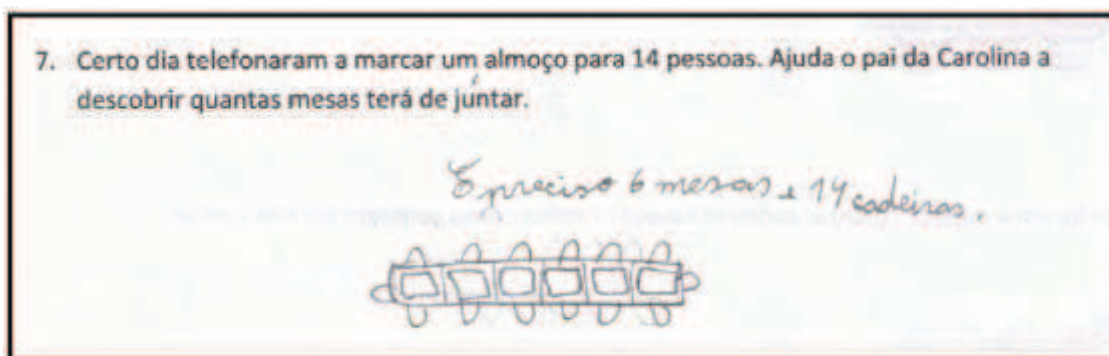 7. Certo dia telefonaram a marcar um almoço para 14 pessoas. Ajuda o pai da Carolina a
descobrir quantas mesas terá de juntar.
É preciso 6 mesas e 14 cadeiras.